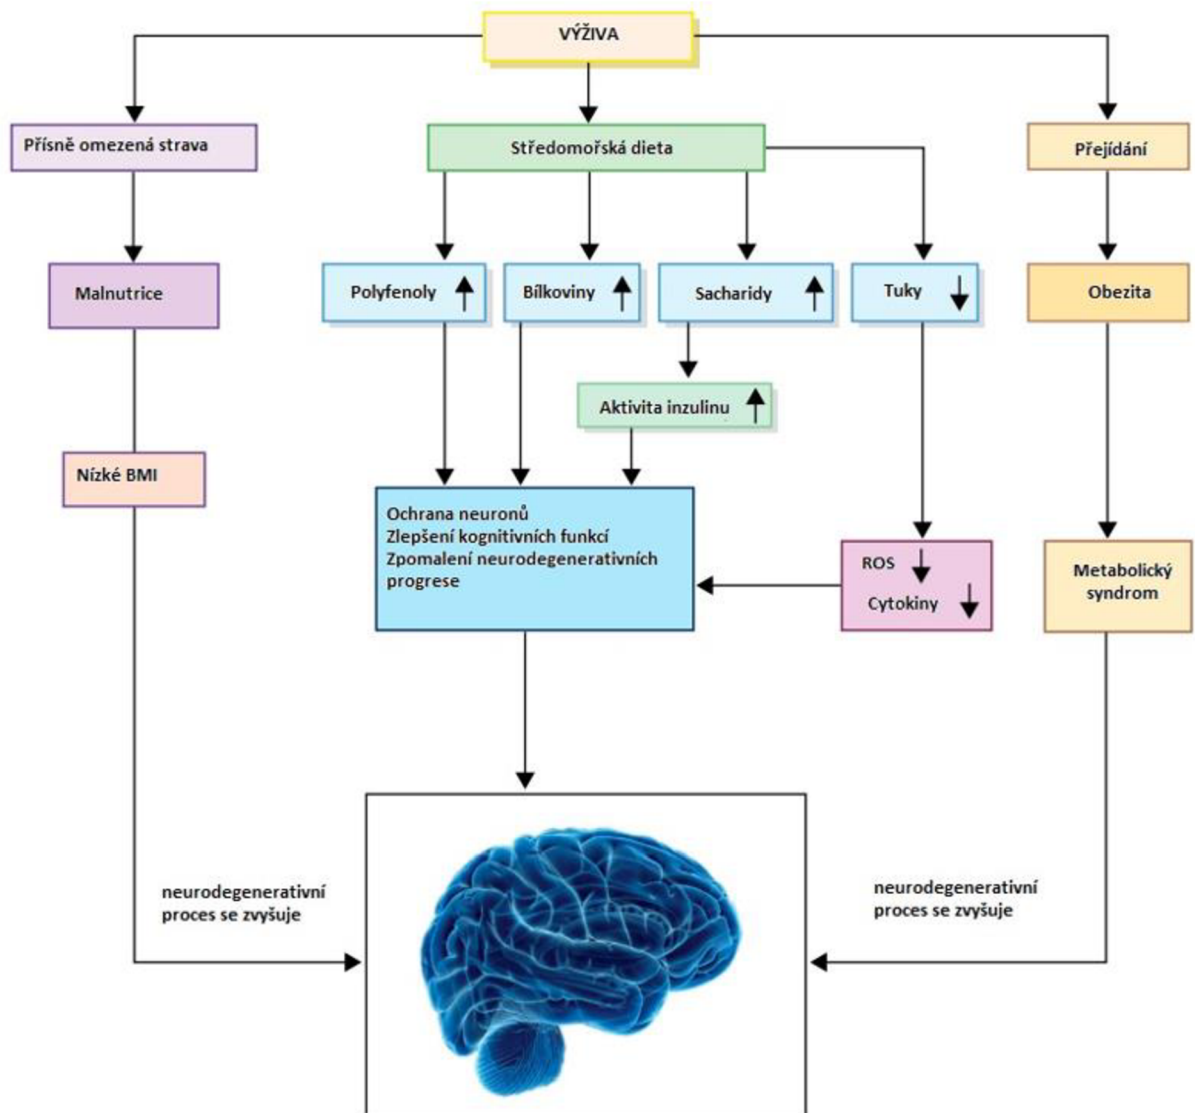 VÝŽIVA
Přísně omezená strava
Středomořská dieta
Přejídání
Malnutrice
Polyfenoly
Bílkoviny
Sacharidy
Tuky
Obezita
Aktivita inzulinu
Nízké BMI
Ochrana neuronů
Zlepšení kognitivních funkcí
Zpomalení neurodegenerativních
progrese
ROS
Cytokiny
Metabolický
syndrom
neurodegenerativní
proces se zvyšuje
neurodegenerativní
proces se zvyšuje